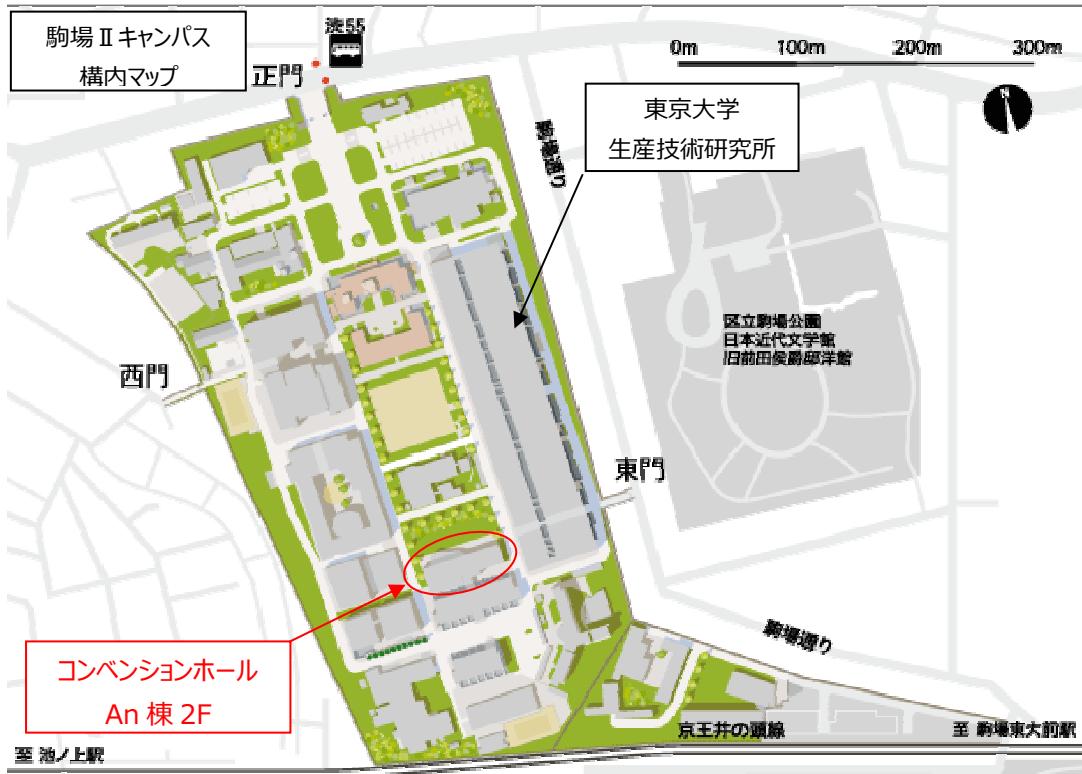 駒場Ⅱキャンパス
構内マップ
渋55
正門
0m 100m 200m 300m
N
東京大学
生産技術研究所
駒場通り
区立駒場公園
日本近代文学館
旧前田侯爵邸洋館
西門
東門
コンベンションホール
An 棟 2F
駒場通り
京王井の頭線
至 駒場東大前駅
至 池ノ上駅